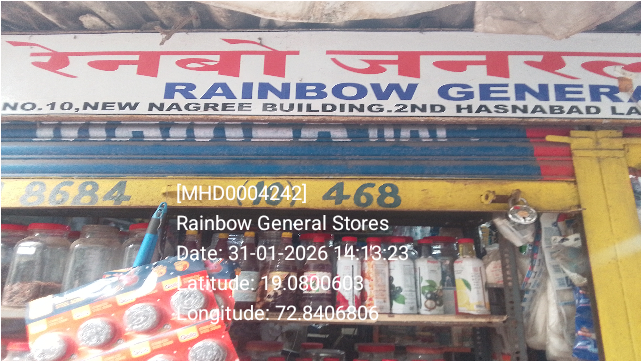 रेनबो जनरल
RAINBOW GENERA
NO.10,NEW NAGREE BUILDING.2ND HASNABAD LA
8684 (10) 468
[MHD0004242]
Rainbow General Stores
Date: 31-01-2026 14:13:23
Latitude: 19.0800603
Longitude: 72.8406806